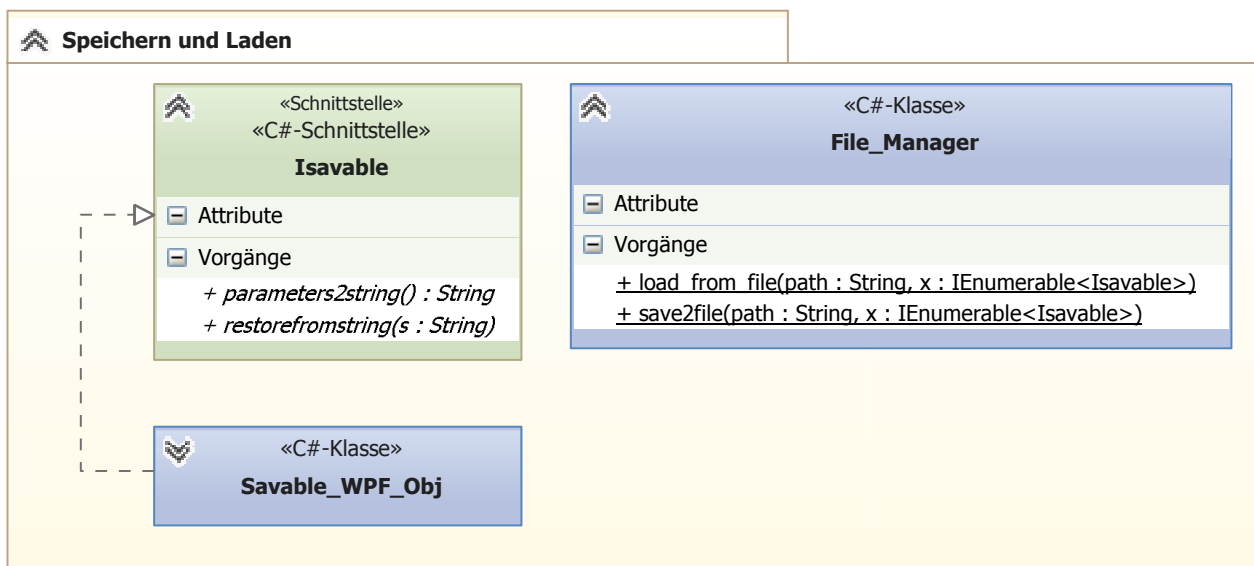 Speichern und Laden
«Schnittstelle»
«C#-Schnittstelle»
Isavable
Attribute
Vorgänge
+ parameters2string() : String
+ restorefromstring(s : String)
«C#-Klasse»
File_Manager
Attribute
Vorgänge
+ load_from_file(path : String, x : IEnumerable<Isavable>)
+ save2file(path : String, x : IEnumerable<Isavable>)
«C#-Klasse»
Savable_WPF_Obj